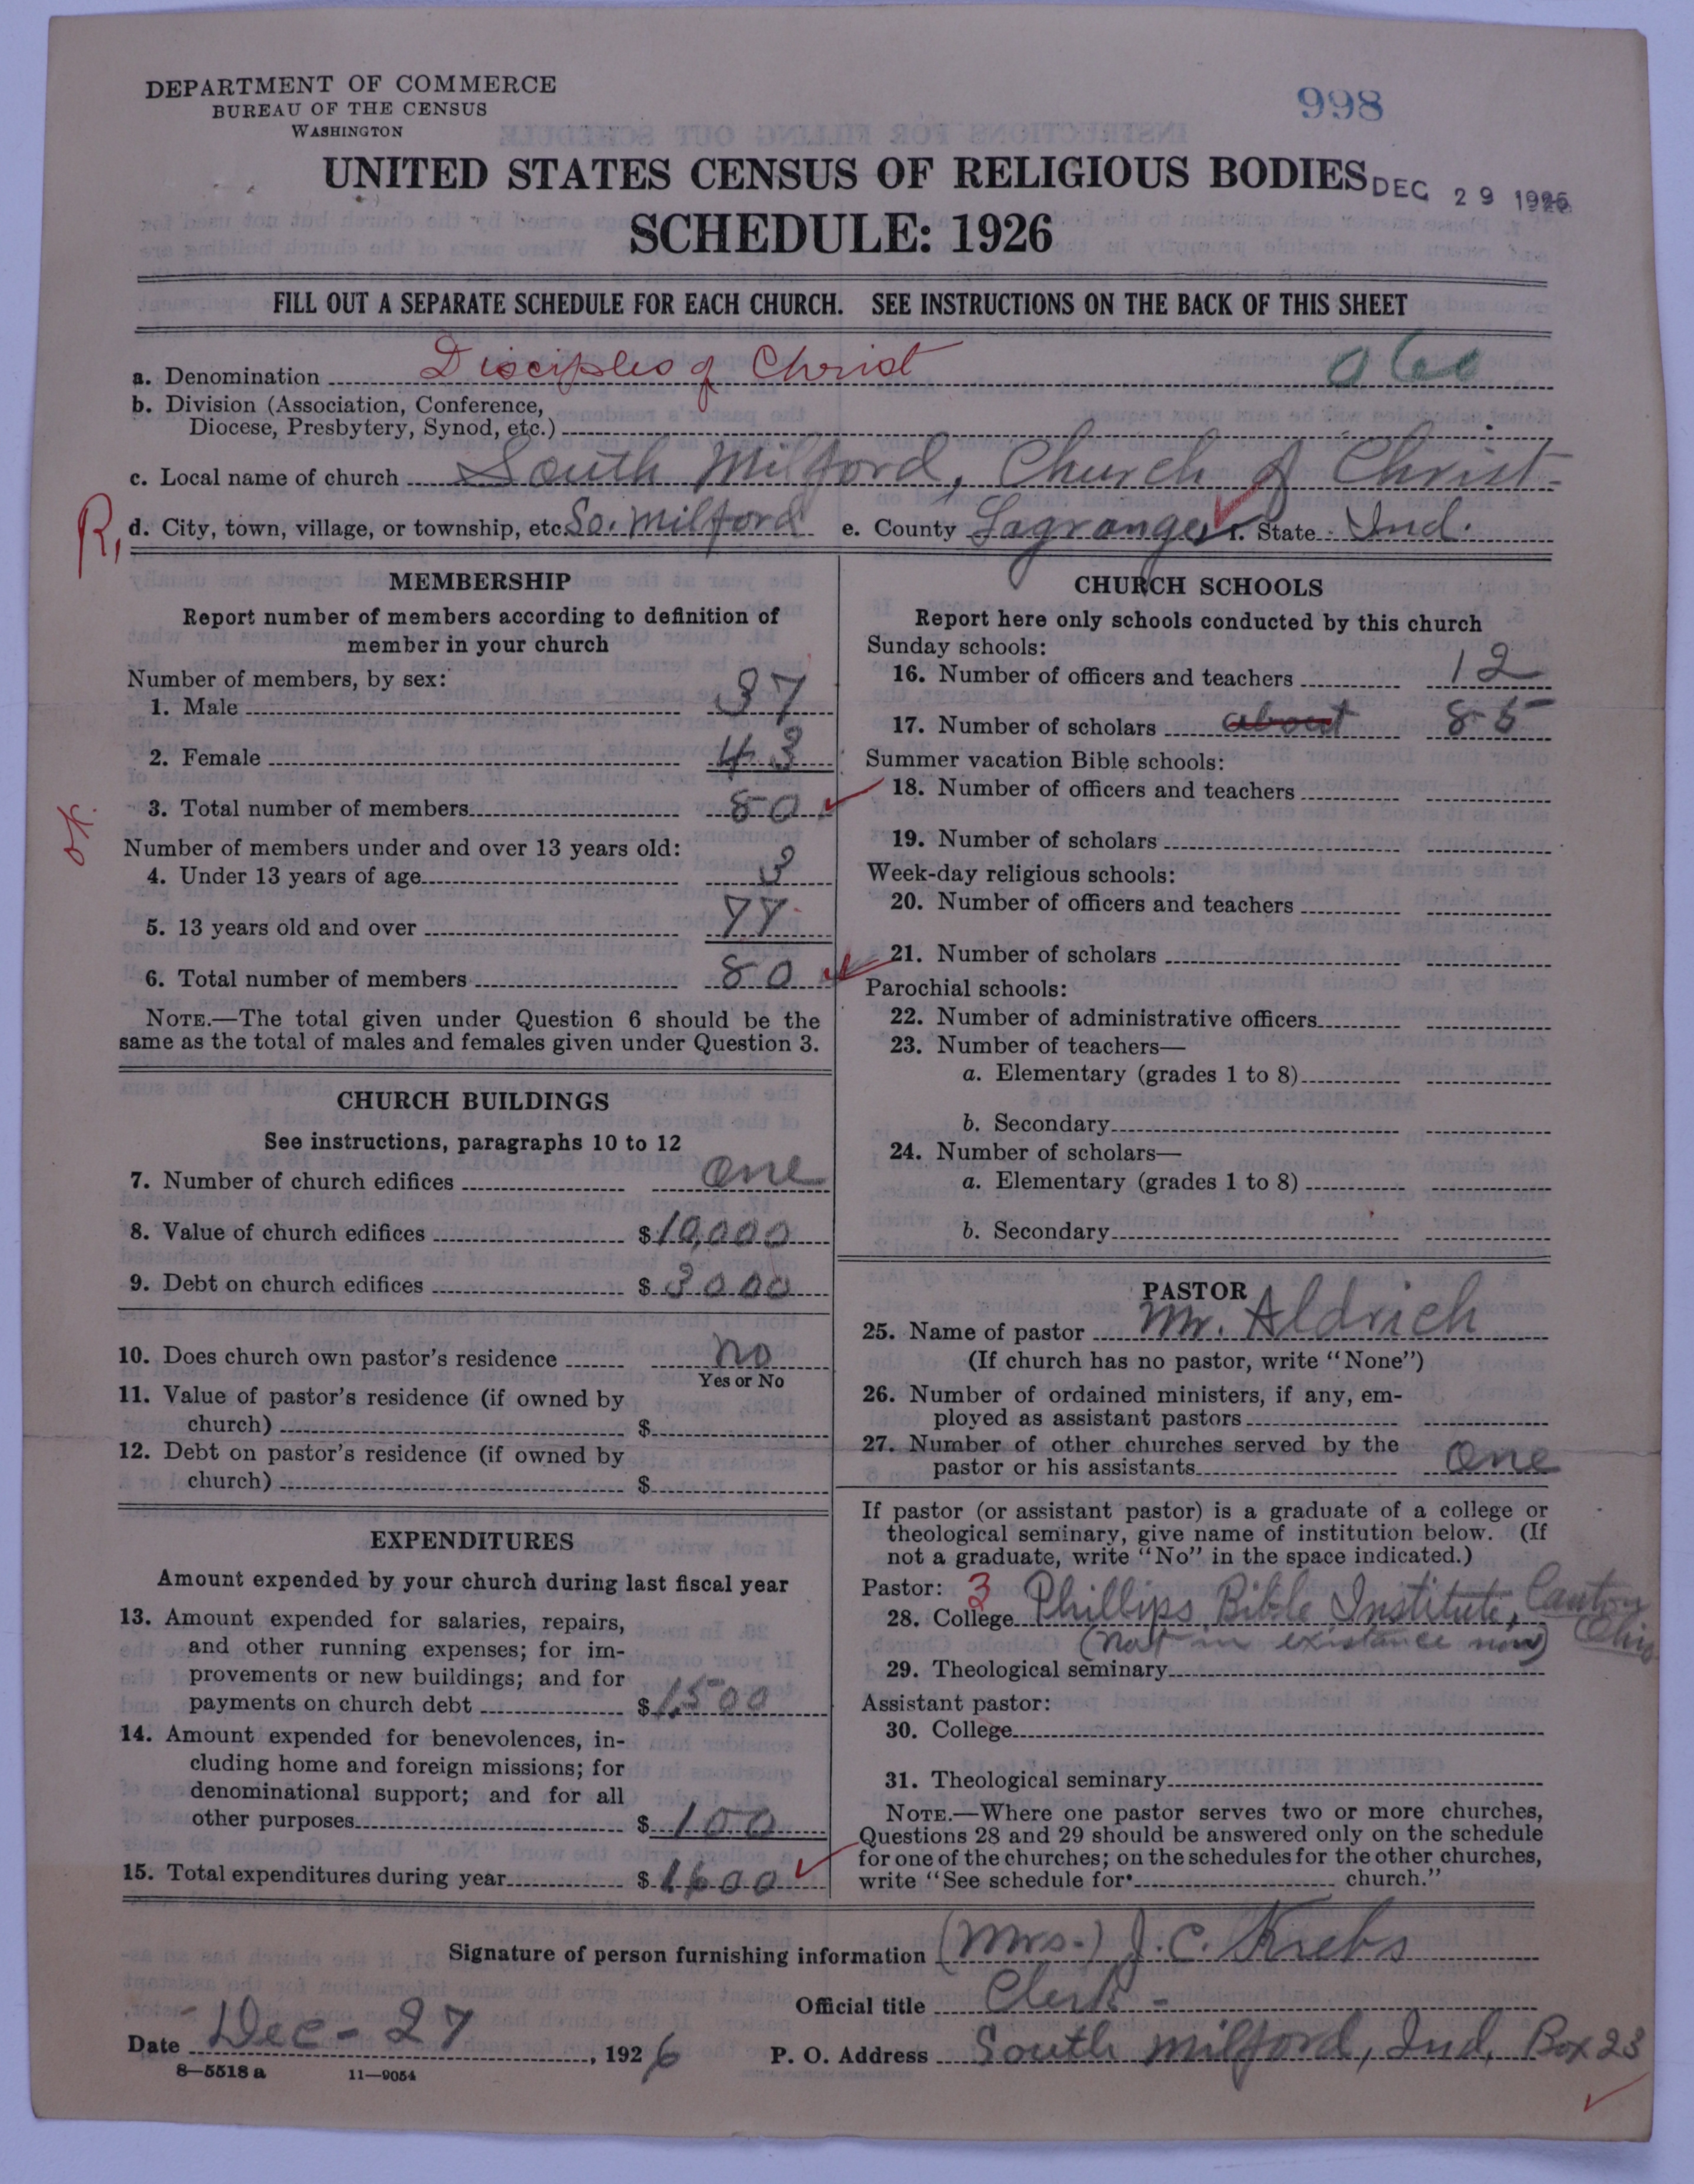 DEPARTMENT OF COMMERCE
BUREAU OF THE CENSUS
WASHINGTON
998
UNITED STATES CENSUS OF RELIGIOUS BODIES
DEC 29 1926
SCHEDULE: 1926
FILL OUT A SEPARATE SCHEDULE FOR EACH CHURCH. SEE INSTRUCTIONS ON THE BACK OF THIS SHEET
a. Denomination Disciples of Christ
b. Division (Association, Conference,
Diocese, Presbytery, Synod, etc.)
c. Local name of church South Milford, Church of Christ
R, d. City, town, village, or township, etc. So. Milford e. County Lagrange f. State Ind.
MEMBERSHIP
Report number of members according to definition of
member in your church
Number of members, by sex:
1. Male 37
2. Female 43
3. Total number of members 80
OK.
Number of members under and over 13 years old:
4. Under 13 years of age 3
5. 13 years old and over 77
6. Total number of members 80
NOTE.—The total given under Question 6 should be the
same as the total of males and females given under Question 3.
CHURCH BUILDINGS
See instructions, paragraphs 10 to 12
7. Number of church edifices One
8. Value of church edifices $10,000
9. Debt on church edifices $3000
10. Does church own pastor's residence no
Yes or No
11. Value of pastor's residence (if owned by
church) $
12. Debt on pastor's residence (if owned by
church) $
EXPENDITURES
Amount expended by your church during last fiscal year
13. Amount expended for salaries, repairs,
and other running expenses; for im-
provements or new buildings; and for
payments on church debt $1500
14. Amount expended for benevolences, in-
cluding home and foreign missions; for
denominational support; and for all
other purposes $100
15. Total expenditures during year $1600
CHURCH SCHOOLS
Report here only schools conducted by this church
Sunday schools:
16. Number of officers and teachers 12
17. Number of scholars about 85
Summer vacation Bible schools:
18. Number of officers and teachers
19. Number of scholars
Week-day religious schools:
20. Number of officers and teachers
21. Number of scholars
Parochial schools:
22. Number of administrative officers
23. Number of teachers—
a. Elementary (grades 1 to 8)
b. Secondary
24. Number of scholars—
a. Elementary (grades 1 to 8)
b. Secondary
PASTOR
25. Name of pastor Mr. Aldrich
(If church has no pastor, write "None")
26. Number of ordained ministers, if any, em-
ployed as assistant pastors
27. Number of other churches served by the
pastor or his assistants One
If pastor (or assistant pastor) is a graduate of a college or
theological seminary, give name of institution below. (If
not a graduate, write "No" in the space indicated.)
Pastor: 3
28. College Phillips Bible Institute, Canton Ohio
(not in existance now)
29. Theological seminary
Assistant pastor:
30. College
31. Theological seminary
NOTE.—Where one pastor serves two or more churches,
Questions 28 and 29 should be answered only on the schedule
for one of the churches; on the schedules for the other churches,
write "See schedule for church."
Signature of person furnishing information (Mrs.) J. C. Krebs
Official title Clerk -
Date Dec - 27, 1926 P. O. Address South Milford, Ind, Box 23
8—5518 a 11—9054